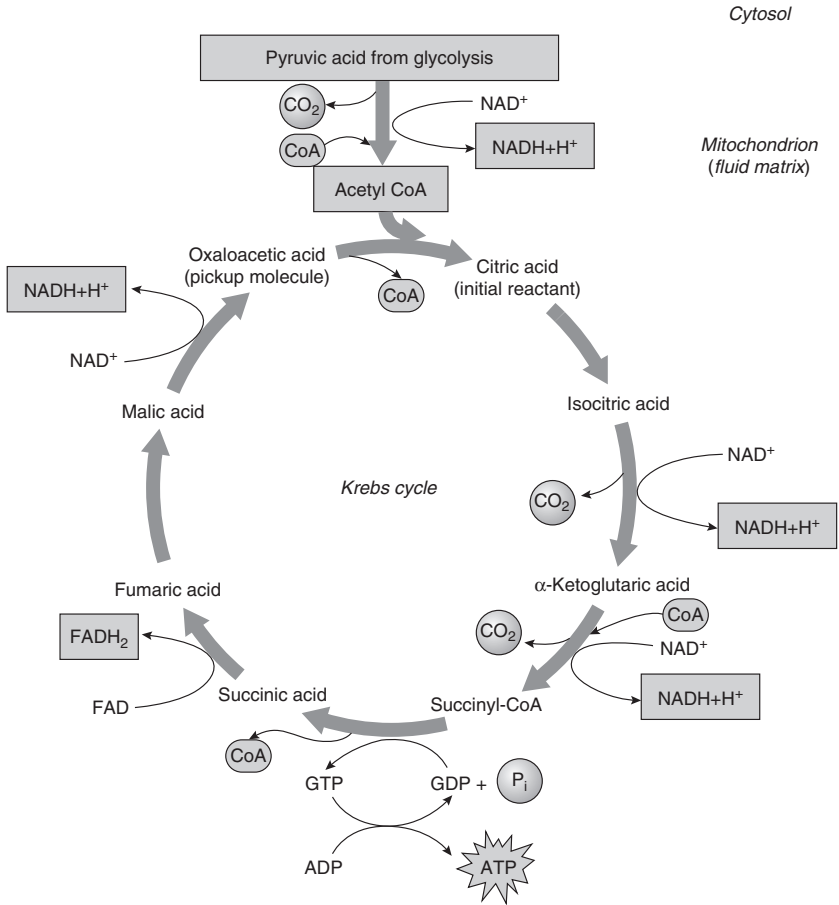 Cytosol
Pyruvic acid from glycolysis
CO₂
NAD⁺
CoA
NADH+H⁺
Mitochondrion
(fluid matrix)
Acetyl CoA
Oxaloacetic acid
(pickup molecule)
Citric acid
(initial reactant)
CoA
NADH+H⁺
NAD⁺
Malic acid
Isocitric acid
Krebs cycle
NAD⁺
CO₂
NADH+H⁺
Fumaric acid
α-Ketoglutaric acid
CoA
CO₂
NAD⁺
FADH₂
NADH+H⁺
FAD
Succinic acid
Succinyl-CoA
CoA
GTP
GDP + Pᵢ
ADP
ATP